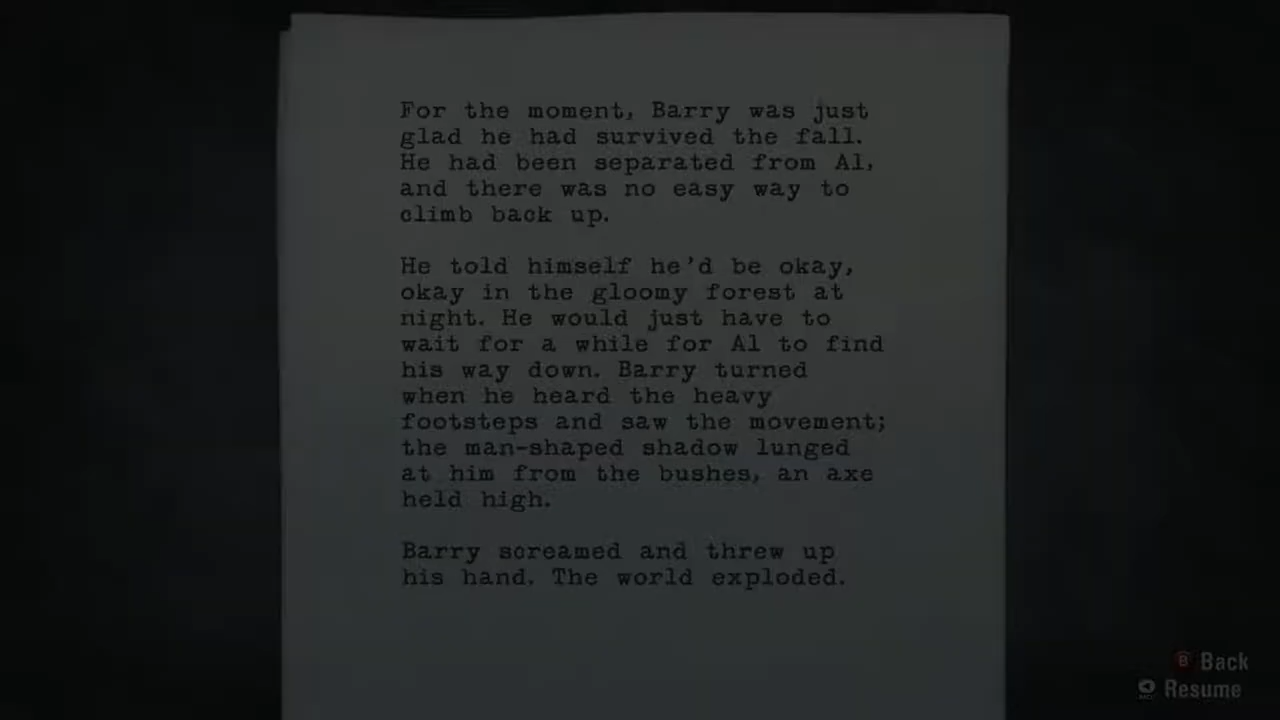 For the moment, Barry was just
glad he had survived the fall.
He had been separated from Al,
and there was no easy way to
climb back up.
He told himself he'd be okay,
okay in the gloomy forest at
night. He would just have to
wait for a while for Al to find
his way down. Barry turned
when he heard the heavy
footsteps and saw the movement;
the man-shaped shadow lunged
at him from the bushes, an axe
held high.
Barry screamed and threw up
his hand. The world exploded.
B Back
Resume